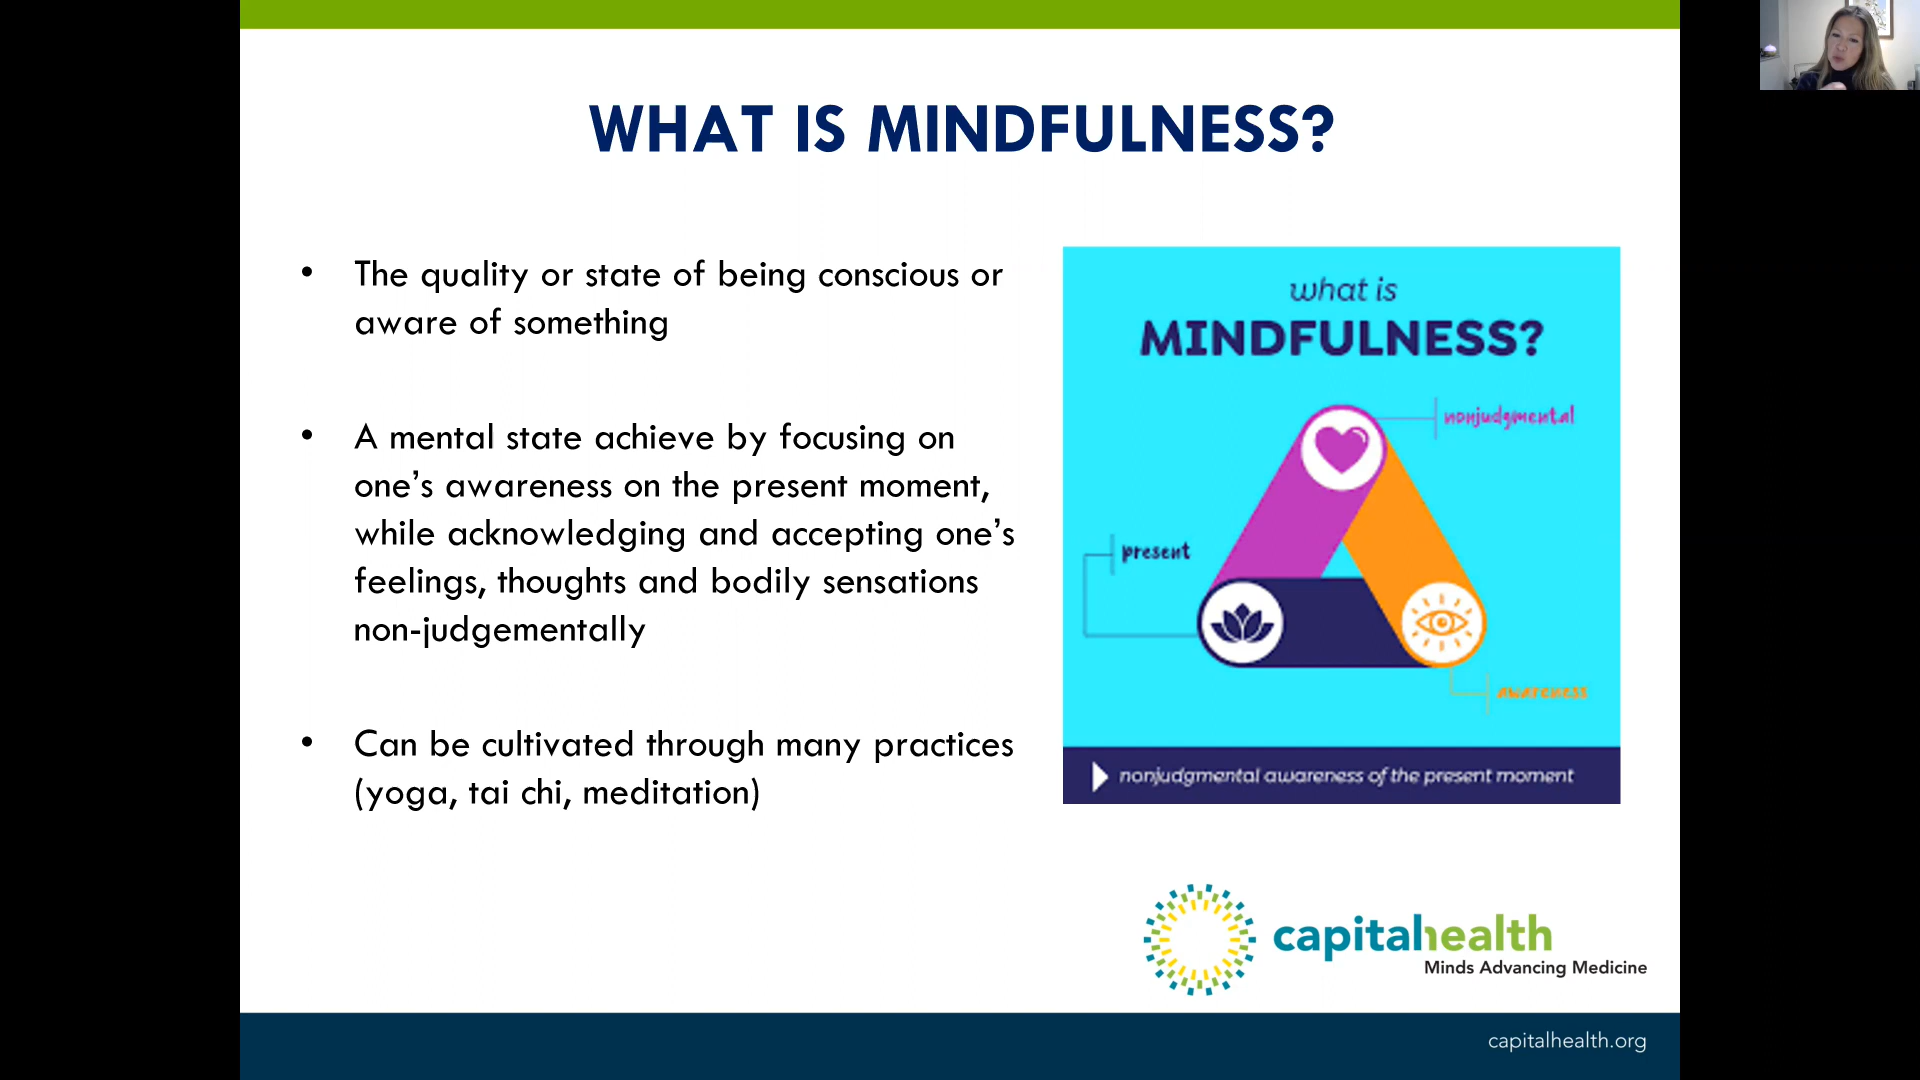 WHAT IS MINDFULNESS?
• The quality or state of being conscious or
aware of something
• A mental state achieve by focusing on
one’s awareness on the present moment,
while acknowledging and accepting one’s
feelings, thoughts and bodily sensations
non-judgementally
• Can be cultivated through many practices
(yoga, tai chi, meditation)
what is
MINDFULNESS?
nonjudgmental
present
awareness
nonjudgmental awareness of the present moment
capitalhealth
Minds Advancing Medicine
capitalhealth.org